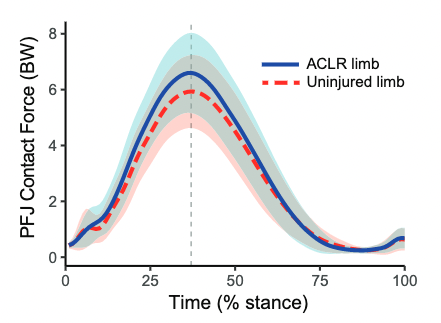 PFJ Contact Force (BW)
8
6
4
2
0
ACLR limb
Uninjured limb
0 25 50 75 100
Time (% stance)